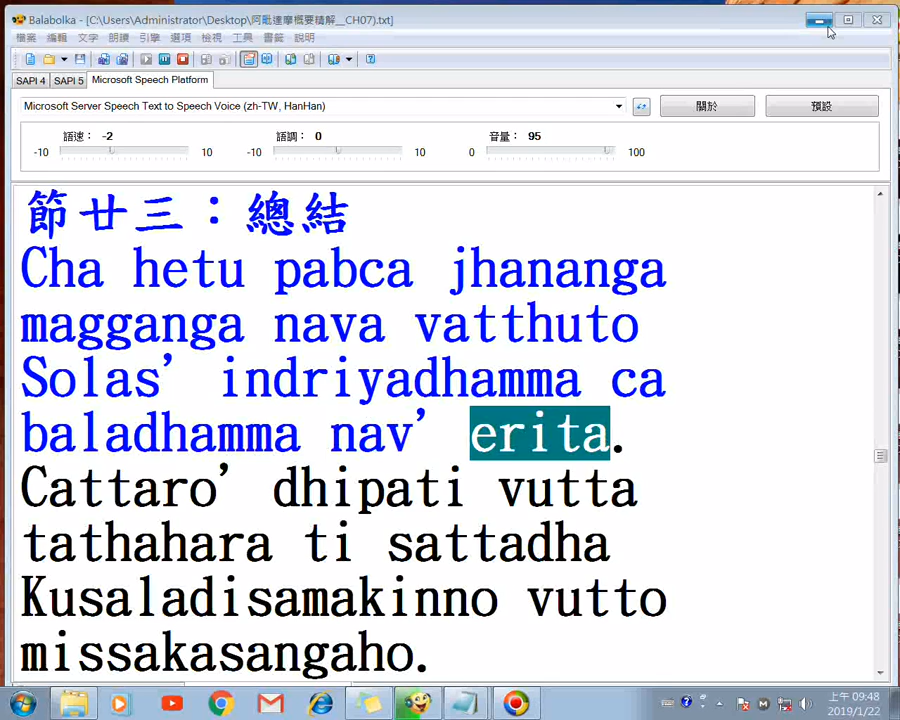 Balabolka - [C:\Users\Administrator\Desktop\阿毗達摩概要精解__CH07).txt]
檔案 編輯 文字 朗讀 引擎 選項 檢視 工具 書籤 說明
SAPI 4 SAPI 5 Microsoft Speech Platform
Microsoft Server Speech Text to Speech Voice (zh-TW, HanHan) 關於 預設
語速： -2 語調： 0 音量： 95
-10 10 -10 10 0 100
節廿三：總結
Cha hetu pabca jhananga
magganga nava vatthuto
Solas’ indriyadhamma ca
baladhamma nav’ erita.
Cattaro’ dhipati vutta
tathahara ti sattadha
Kusaladisamakinno vutto
missakasangaho.
上午 09:48
2019/1/22